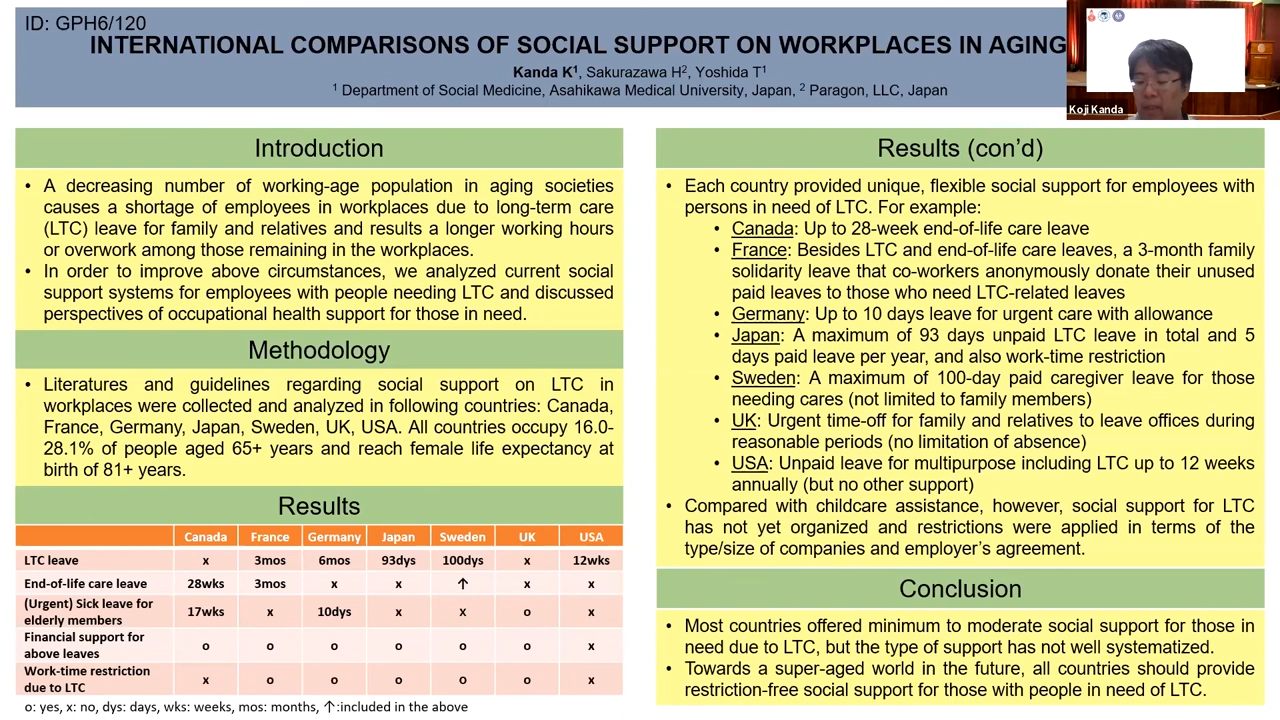 ID: GPH6/120
INTERNATIONAL COMPARISONS OF SOCIAL SUPPORT ON WORKPLACES IN AGING
Kanda K¹, Sakurazawa H², Yoshida T¹
¹ Department of Social Medicine, Asahikawa Medical University, Japan, ² Paragon, LLC, Japan
Koji Kanda
Introduction
• A decreasing number of working-age population in aging societies
causes a shortage of employees in workplaces due to long-term care
(LTC) leave for family and relatives and results a longer working hours
or overwork among those remaining in the workplaces.
• In order to improve above circumstances, we analyzed current social
support systems for employees with people needing LTC and discussed
perspectives of occupational health support for those in need.
Methodology
• Literatures and guidelines regarding social support on LTC in
workplaces were collected and analyzed in following countries: Canada,
France, Germany, Japan, Sweden, UK, USA. All countries occupy 16.0-
28.1% of people aged 65+ years and reach female life expectancy at
birth of 81+ years.
Results
Canada France Germany Japan Sweden UK USA
LTC leave x 3mos 6mos 93dys 100dys x 12wks
End-of-life care leave 28wks 3mos x x ↑ x x
(Urgent) Sick leave for
elderly members 17wks x 10dys x x o x
Financial support for
above leaves o o o o o o x
Work-time restriction
due to LTC x o o o o o x
o: yes, x: no, dys: days, wks: weeks, mos: months, ↑:included in the above
Results (con’d)
• Each country provided unique, flexible social support for employees with
persons in need of LTC. For example:
• Canada: Up to 28-week end-of-life care leave
• France: Besides LTC and end-of-life care leaves, a 3-month family
solidarity leave that co-workers anonymously donate their unused
paid leaves to those who need LTC-related leaves
• Germany: Up to 10 days leave for urgent care with allowance
• Japan: A maximum of 93 days unpaid LTC leave in total and 5
days paid leave per year, and also work-time restriction
• Sweden: A maximum of 100-day paid caregiver leave for those
needing cares (not limited to family members)
• UK: Urgent time-off for family and relatives to leave offices during
reasonable periods (no limitation of absence)
• USA: Unpaid leave for multipurpose including LTC up to 12 weeks
annually (but no other support)
• Compared with childcare assistance, however, social support for LTC
has not yet organized and restrictions were applied in terms of the
type/size of companies and employer’s agreement.
Conclusion
• Most countries offered minimum to moderate social support for those in
need due to LTC, but the type of support has not well systematized.
• Towards a super-aged world in the future, all countries should provide
restriction-free social support for those with people in need of LTC.